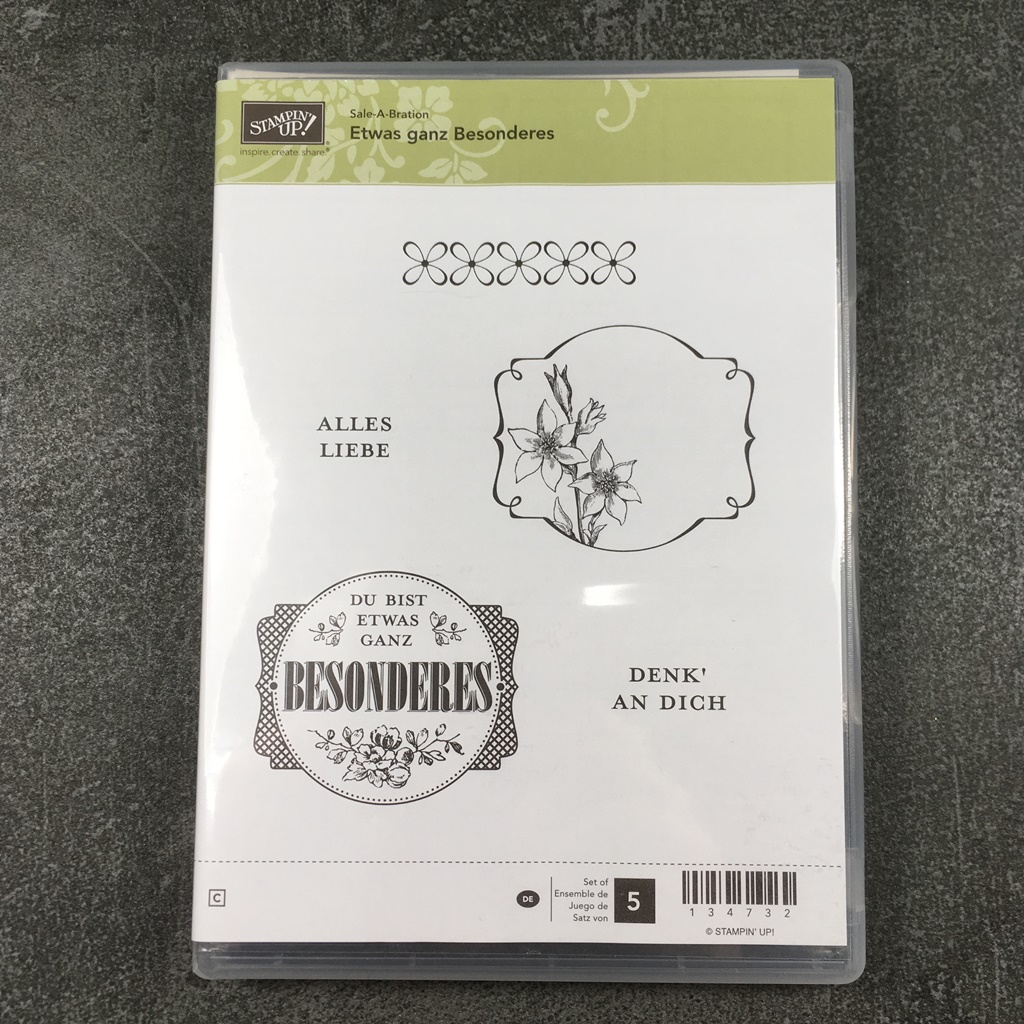 STAMPIN' UP!®
inspire.create.share.®
Sale-A-Bration
Etwas ganz Besonderes
ALLES
LIEBE
DU BIST
ETWAS
GANZ
BESONDERES
DENK'
AN DICH
C
DE
Set of
Ensemble de
Juego de
Satz von
5
134732
© STAMPIN' UP!